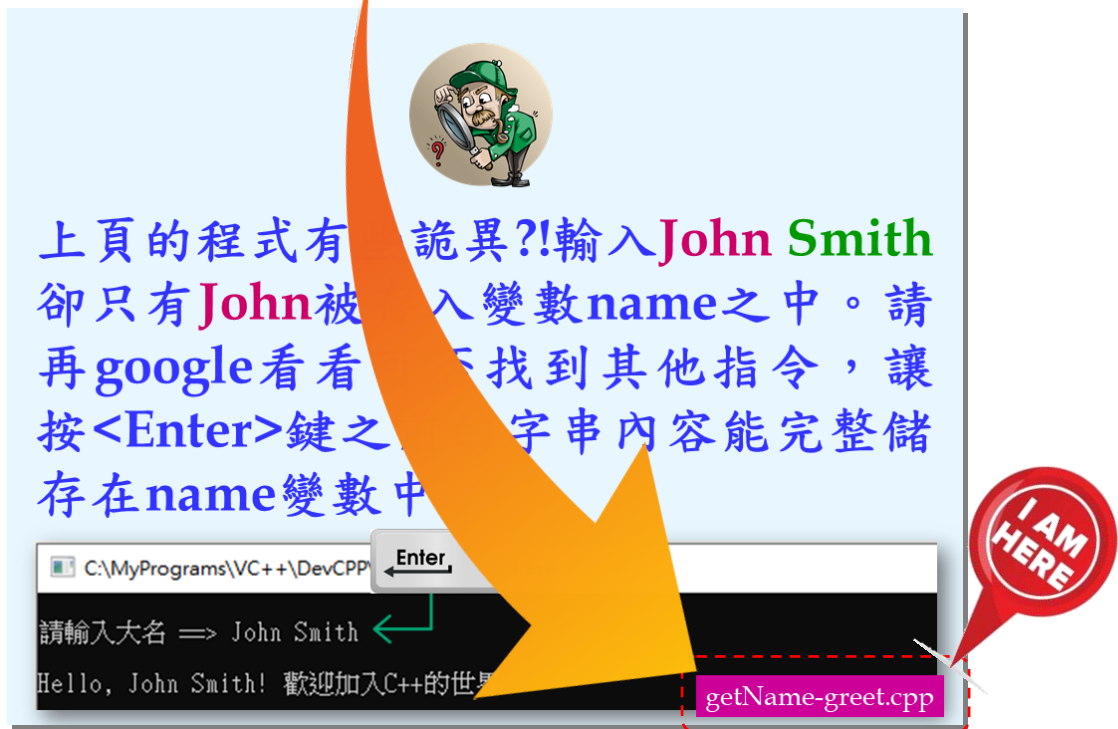 上頁的程式有 詭異?!輸入John Smith
卻只有John被 入變數name之中。請
再google看看 否找到其他指令,讓
按<Enter>鍵之 字串內容能完整儲
存在name變數中
C:\MyPrograms\VC++\DevCPP\
Enter
請輸入大名 ==> John Smith
Hello, John Smith! 歡迎加入C++的世界
getName-greet.cpp
I AM
HERE